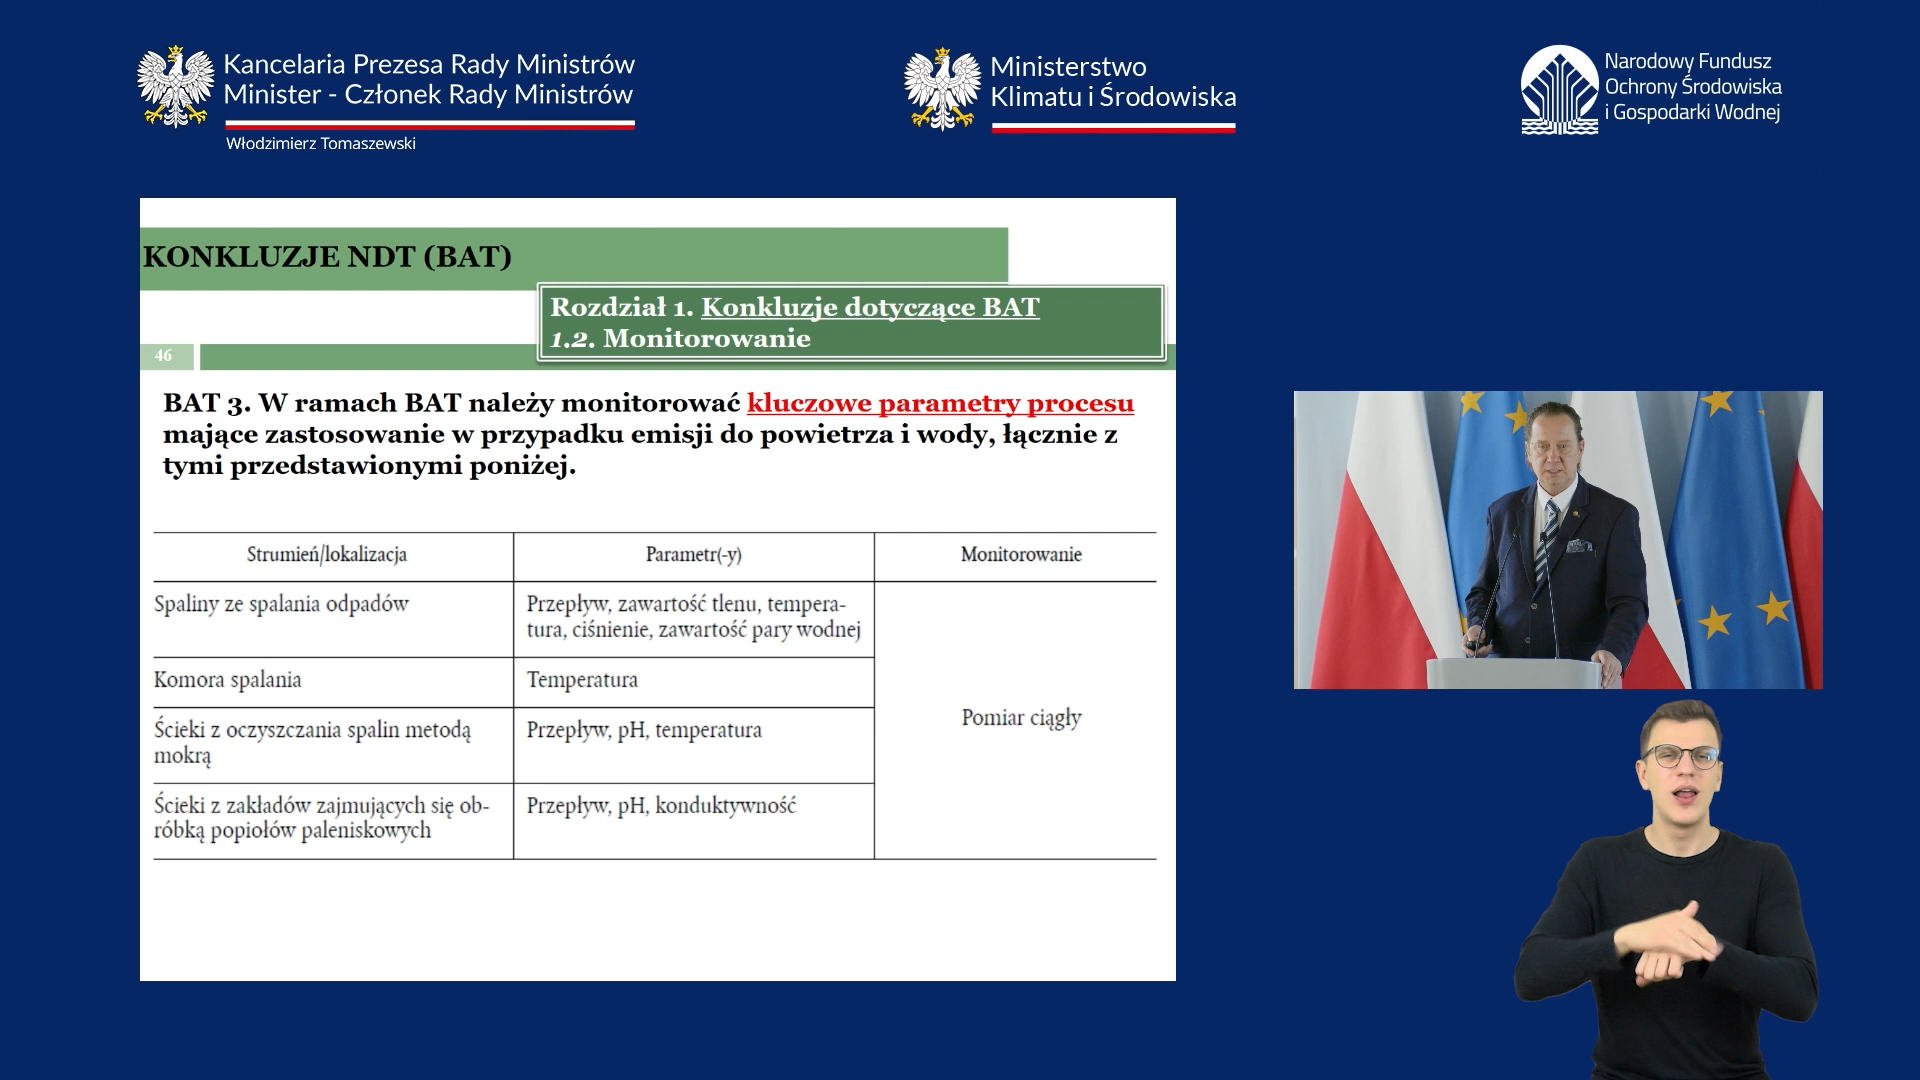 Kancelaria Prezesa Rady Ministrów
Minister - Członek Rady Ministrów
Włodzimierz Tomaszewski
Ministerstwo
Klimatu i Środowiska
Narodowy Fundusz
Ochrony Środowiska
i Gospodarki Wodnej
KONKLUZJE NDT (BAT)
Rozdział 1. Konkluzje dotyczące BAT
1.2. Monitorowanie
46
BAT 3. W ramach BAT należy monitorować kluczowe parametry procesu
mające zastosowanie w przypadku emisji do powietrza i wody, łącznie z
tymi przedstawionymi poniżej.
Strumień/lokalizacja Parametr(-y) Monitorowanie
Spaliny ze spalania odpadów Przepływ, zawartość tlenu, tempera-
tura, ciśnienie, zawartość pary wodnej
Komora spalania Temperatura
Pomiar ciągły
Ścieki z oczyszczania spalin metodą Przepływ, pH, temperatura
mokrą
Ścieki z zakładów zajmujących się ob- Przepływ, pH, konduktywność
róbką popiołów paleniskowych